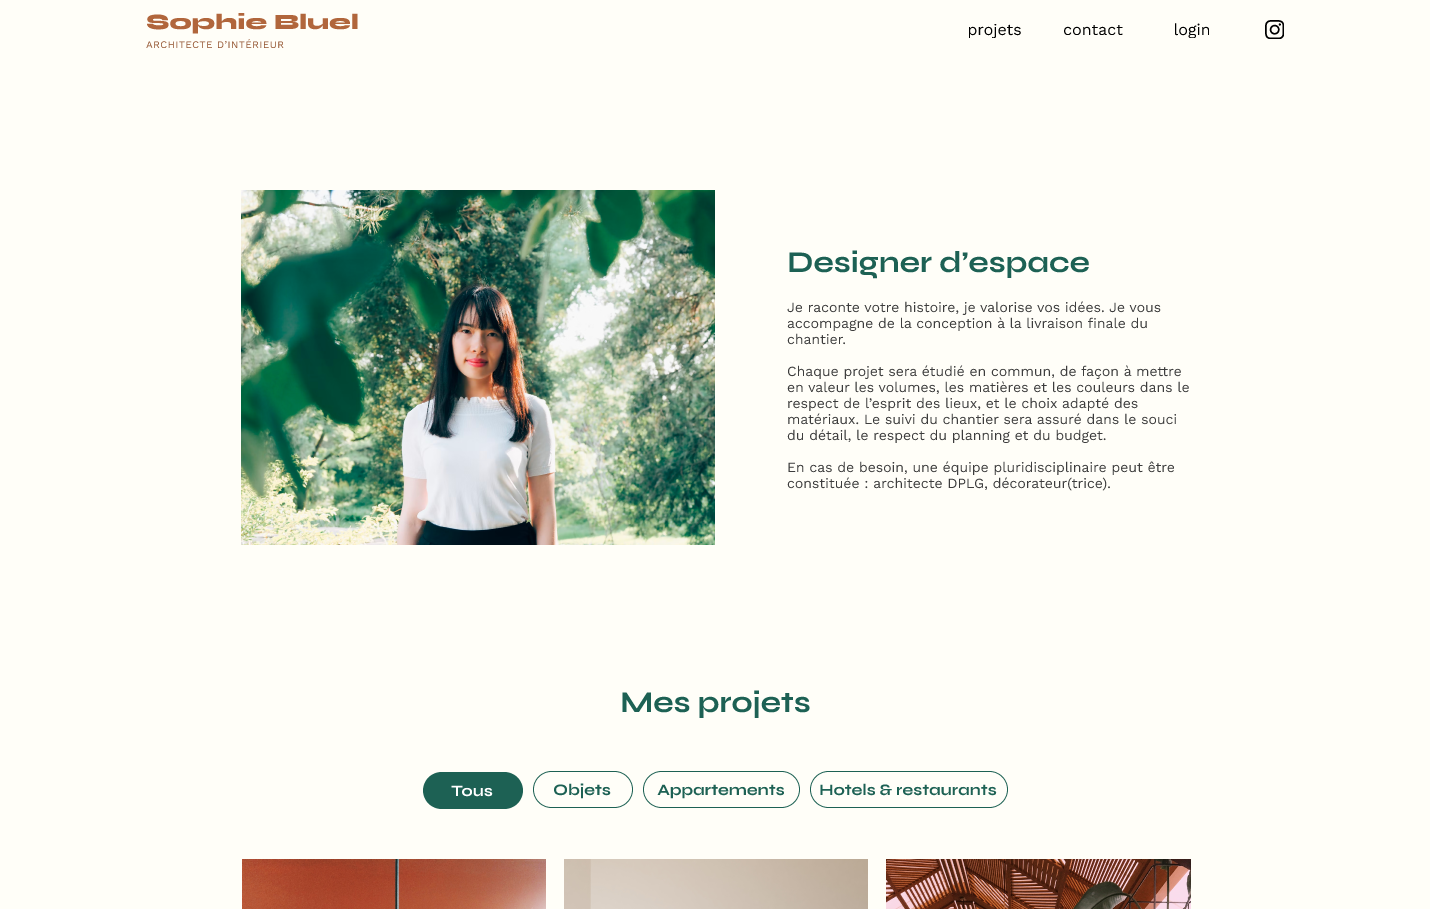 Sophie Bluel
ARCHITECTE D'INTÉRIEUR
projets contact login
Designer d’espace
Je raconte votre histoire, je valorise vos idées. Je vous
accompagne de la conception à la livraison finale du
chantier.
Chaque projet sera étudié en commun, de façon à mettre
en valeur les volumes, les matières et les couleurs dans le
respect de l’esprit des lieux, et le choix adapté des
matériaux. Le suivi du chantier sera assuré dans le souci
du détail, le respect du planning et du budget.
En cas de besoin, une équipe pluridisciplinaire peut être
constituée : architecte DPLG, décorateur(trice).
Mes projets
Tous Objets Appartements Hotels & restaurants